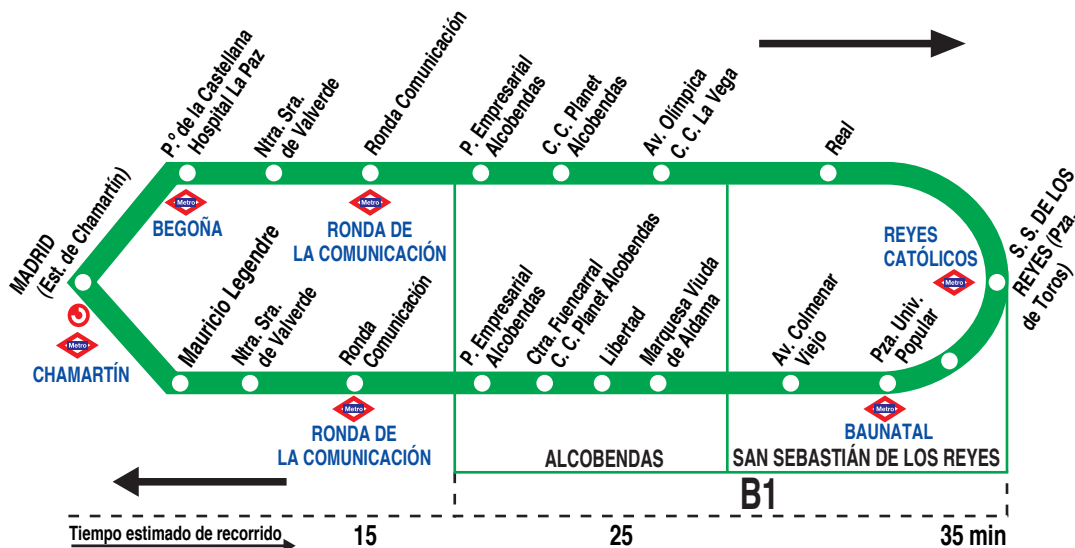 MADRID
(Est. de Chamartín)
Metro
CHAMARTÍN
P.º de la Castellana
Hospital La Paz
Metro
BEGOÑA
Ntra. Sra.
de Valverde
Ronda Comunicación
Metro
RONDA DE
LA COMUNICACIÓN
P. Empresarial
Alcobendas
C. C. Planet
Alcobendas
Av. Olímpica
C. C. La Vega
Real
S. S. DE LOS
REYES (Pza.
de Toros)
REYES
CATÓLICOS
Metro
Mauricio Legendre
Ntra. Sra.
de Valverde
Ronda
Comunicación
Metro
RONDA DE
LA COMUNICACIÓN
P. Empresarial
Alcobendas
Ctra. Fuencarral
C. C. Planet Alcobendas
Libertad
Marquesa Viuda
de Aldama
Av. Colmenar
Viejo
Pza. Univ.
Popular
Metro
BAUNATAL
ALCOBENDAS
SAN SEBASTIÁN DE LOS REYES
B1
Tiempo estimado de recorrido
15
25
35 min